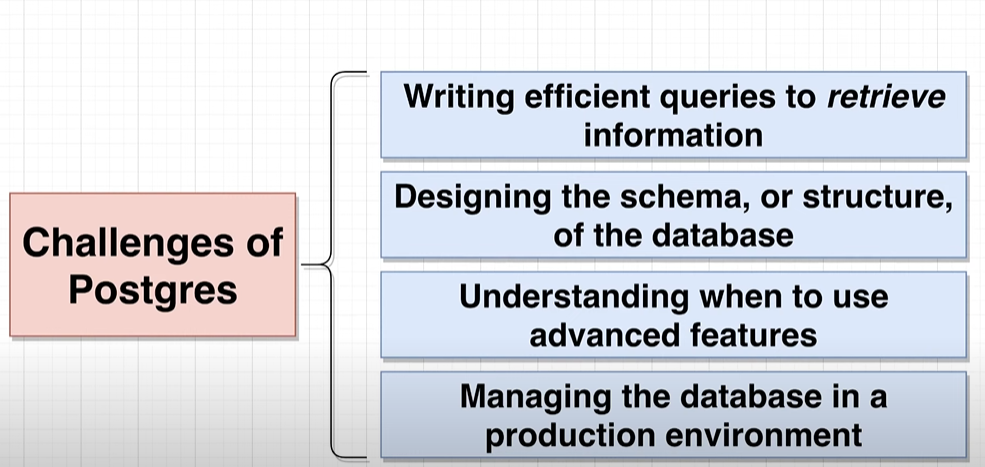 Challenges of
Postgres
Writing efficient queries to retrieve
information
Designing the schema, or structure,
of the database
Understanding when to use
advanced features
Managing the database in a
production environment